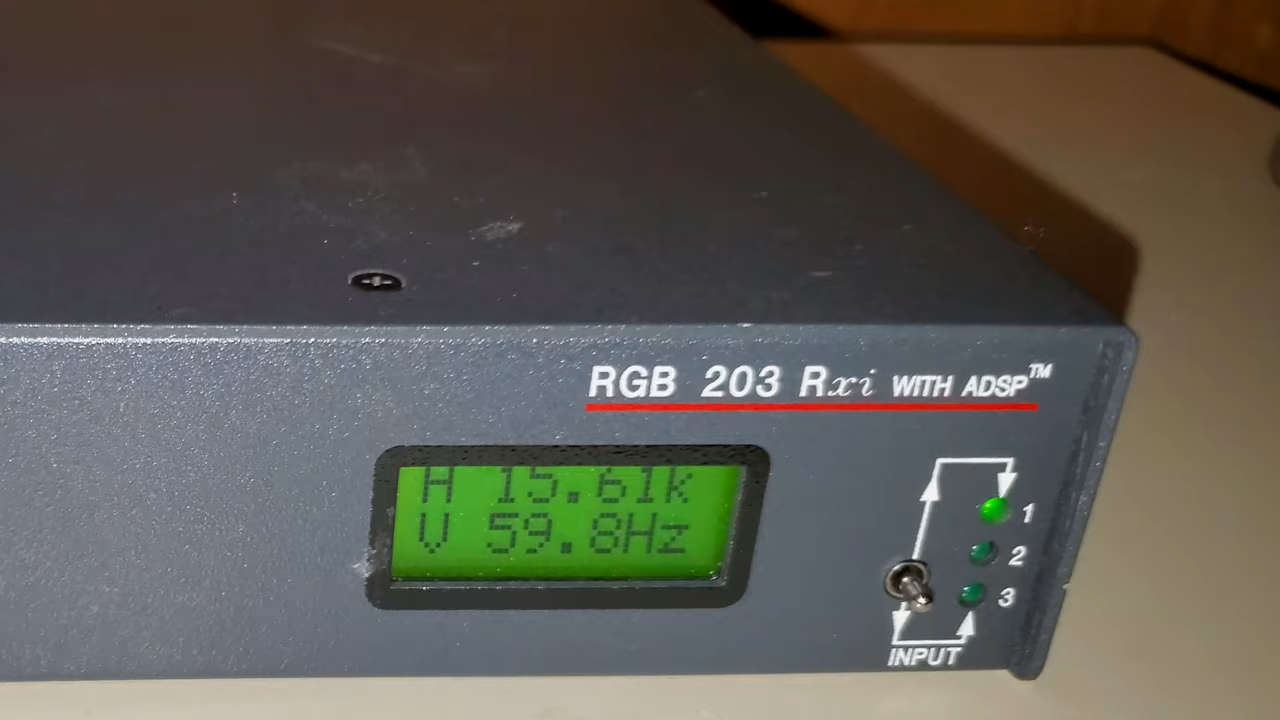 RGB 203 Rxi WITH ADSP™
H 15.61k
V 59.8Hz
1
2
3
INPUT